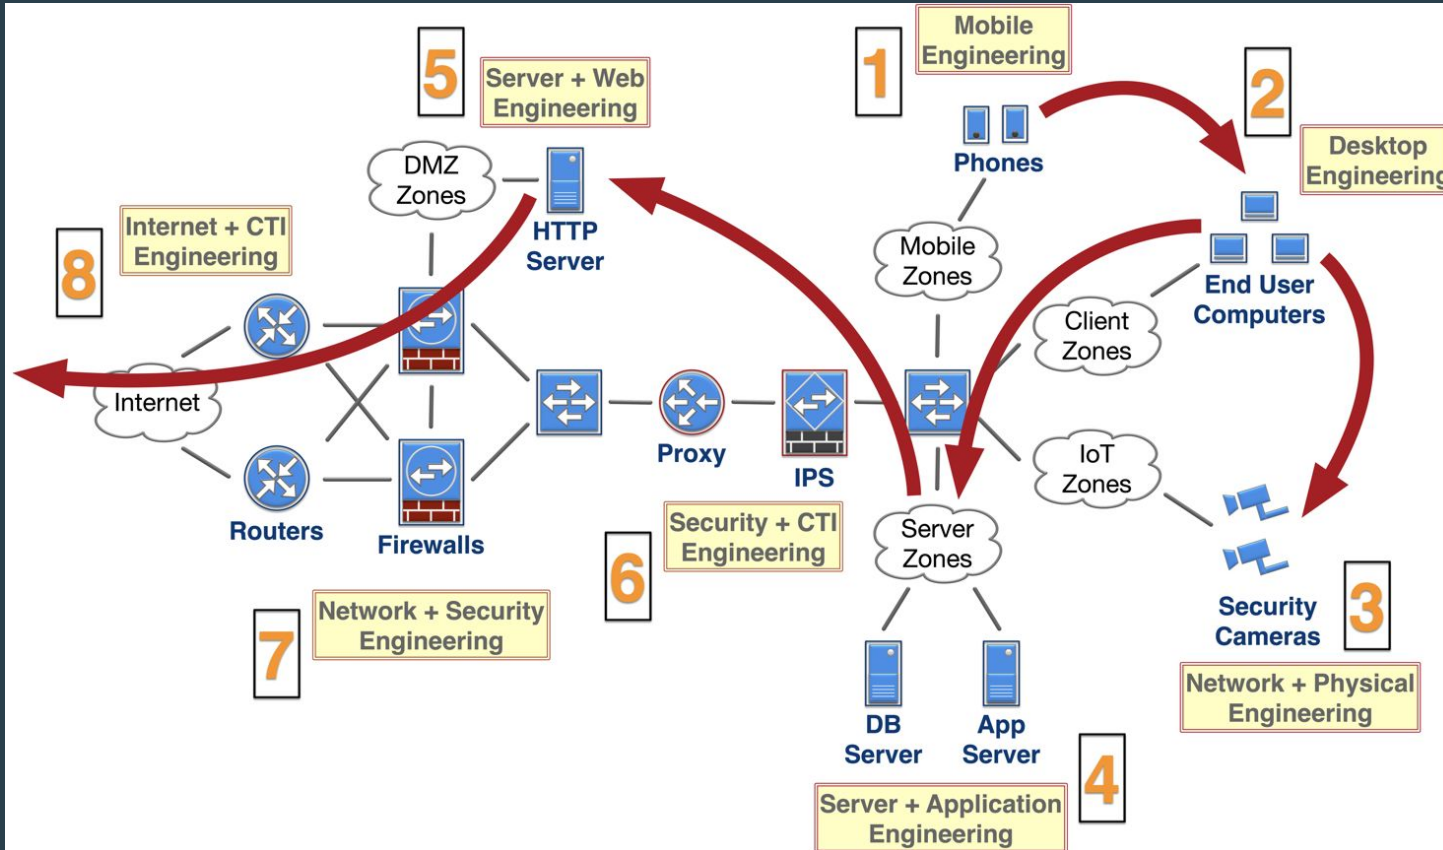 5
Server + Web
Engineering
1
Mobile
Engineering
2
Desktop
Engineering
DMZ
Zones
HTTP
Server
Phones
Mobile
Zones
End User
Computers
Client
Zones
8
Internet + CTI
Engineering
Internet
Routers
Firewalls
Proxy
IPS
IoT
Zones
Security
Cameras
3
Network + Physical
Engineering
6
Security + CTI
Engineering
Server
Zones
7
Network + Security
Engineering
DB
Server
App
Server
4
Server + Application
Engineering